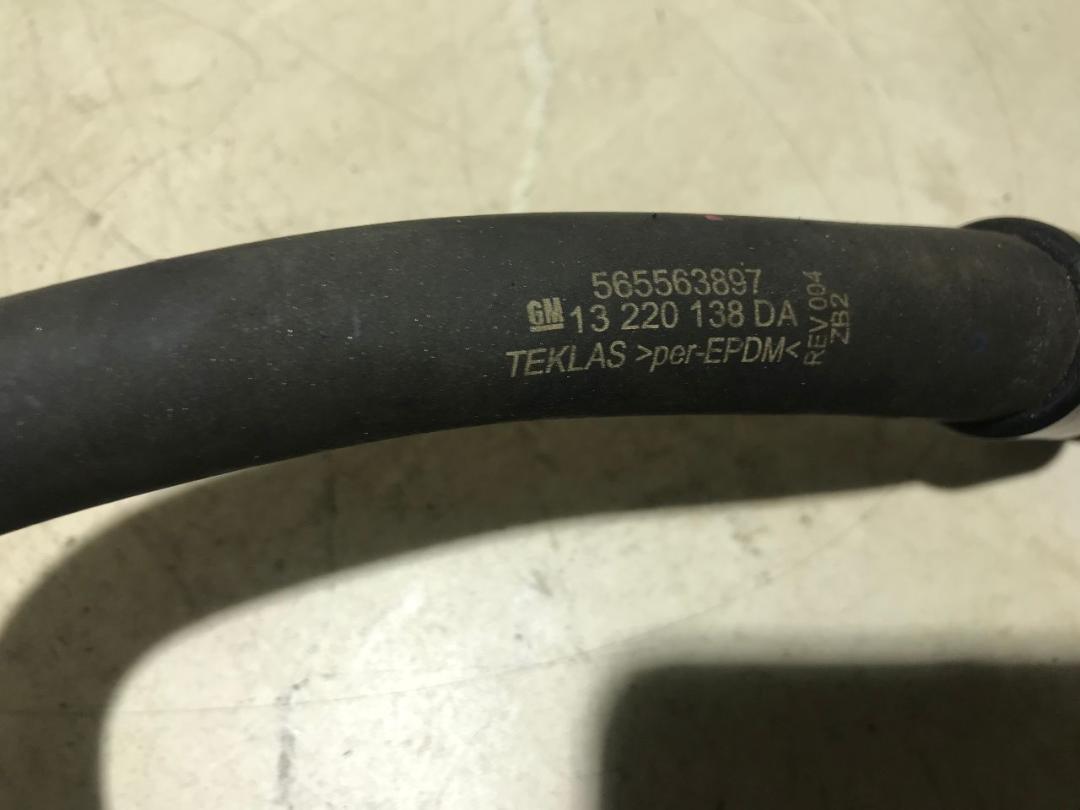 565563897
GM 13 220 138 DA
TEKLAS >per-EPDM<
REV 004
ZB2